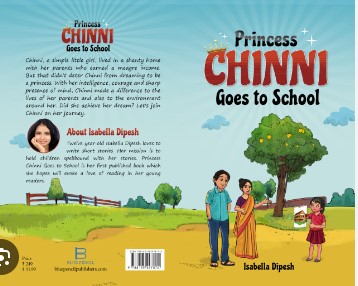 Princess
CHINNI
Goes to School
Chinni, a simple little girl, lived in a shanty home
with her parents who earned a meagre income.
But that didn't deter Chinni from dreaming to be
a princess. With her intelligence, courage and sharp
presence of mind, Chinni made a difference to the
lives of her parents and also to the environment
around her. Did she achieve her dream? Let's join
Chinni on her journey.
About Isabella Dipesh
Twelve year old Isabella Dipesh loves to
write short stories. Her mission is to
hold children spellbound with her stories. Princess
Chinni Goes to School is her first published book which
she hopes will evoke a love of reading in her young
readers.
Price
₹ 249
BLUEPENCIL
bluepencilpublishers.com
Princess
CHINNI
Goes to School
Isabella Dipesh